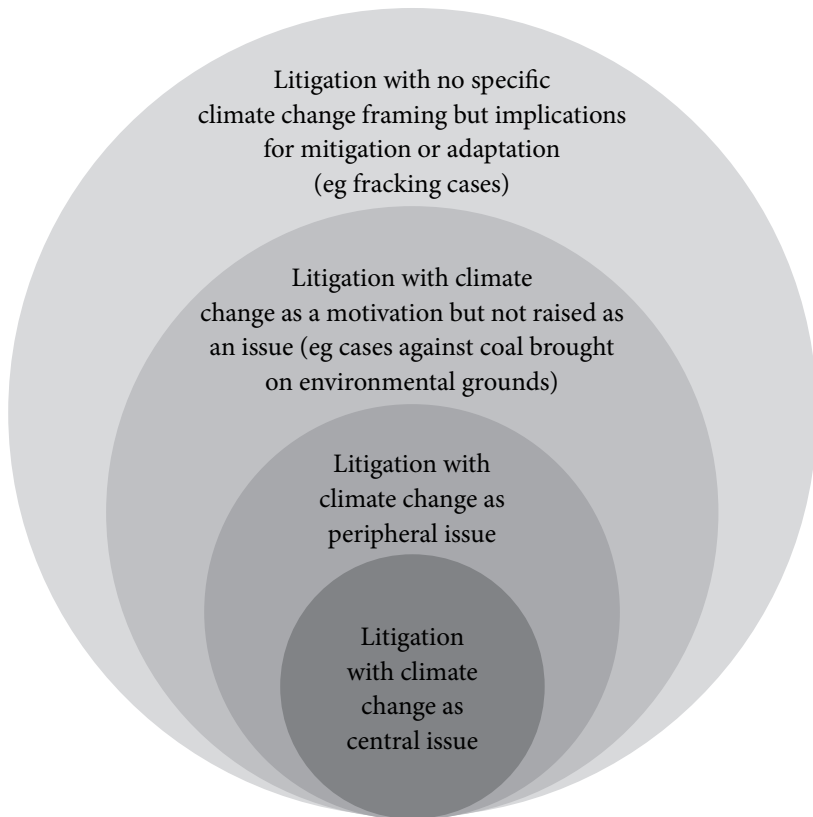 Litigation with no specific
climate change framing but implications
for mitigation or adaptation
(eg fracking cases)
Litigation with climate
change as a motivation but not raised as
an issue (eg cases against coal brought
on environmental grounds)
Litigation with
climate change as
peripheral issue
Litigation
with climate
change as
central issue